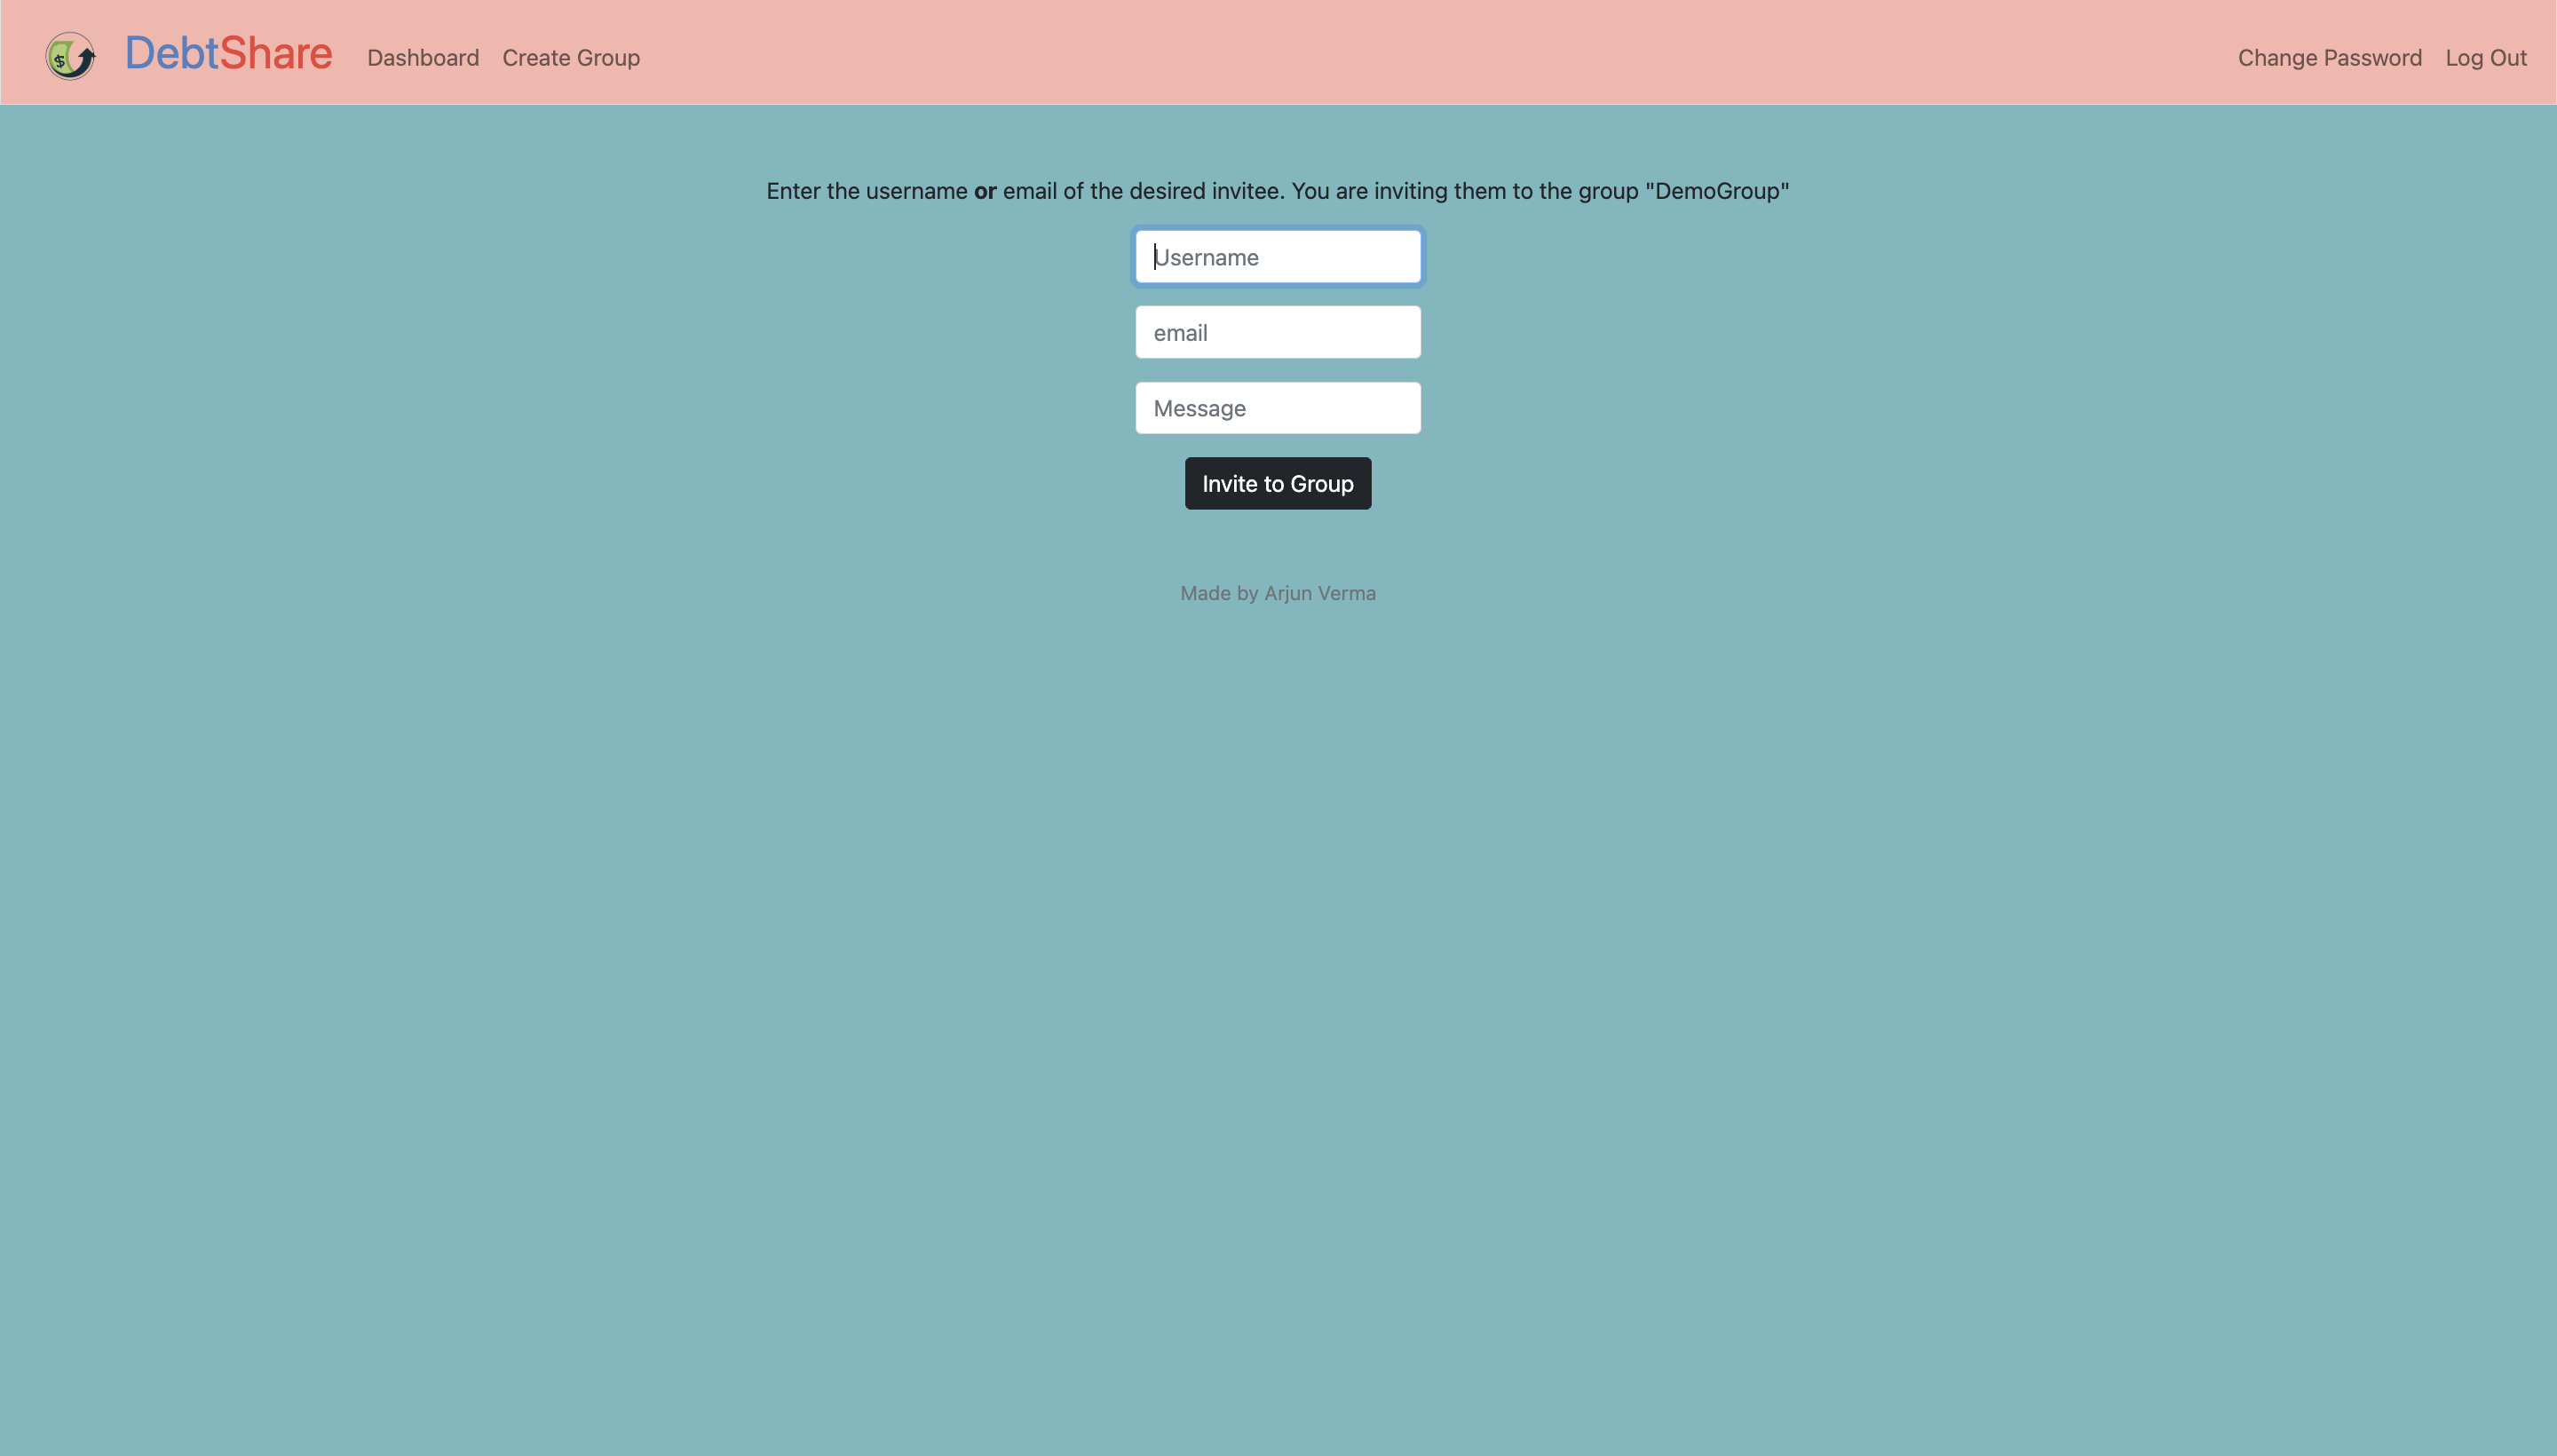 $ DebtShare Dashboard Create Group Change Password Log Out
Enter the username or email of the desired invitee. You are inviting them to the group "DemoGroup"
Username
email
Message
Invite to Group
Made by Arjun Verma